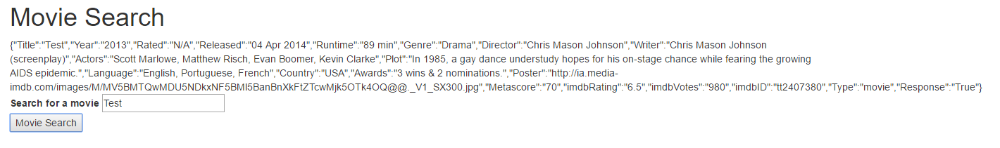 Movie Search
{"Title":"Test","Year":"2013","Rated":"N/A","Released":"04 Apr 2014","Runtime":"89 min","Genre":"Drama","Director":"Chris Mason Johnson","Writer":"Chris Mason Johnson
(screenplay)","Actors":"Scott Marlowe, Matthew Risch, Evan Boomer, Kevin Clarke","Plot":"In 1985, a gay dance understudy hopes for his on-stage chance while fearing the growing
AIDS epidemic.","Language":"English, Portuguese, French","Country":"USA","Awards":"3 wins & 2 nominations.","Poster":"http://ia.media-
imdb.com/images/M/MV5BMTQwMDU5NDkxNF5BMl5BanBnXkFtZTcwMjk5OTk4OQ@@._V1_SX300.jpg","Metascore":"70","imdbRating":"6.5","imdbVotes":"980","imdbID":"tt2407380","Type":"movie","Response":"True"}
Search for a movie Test
Movie Search